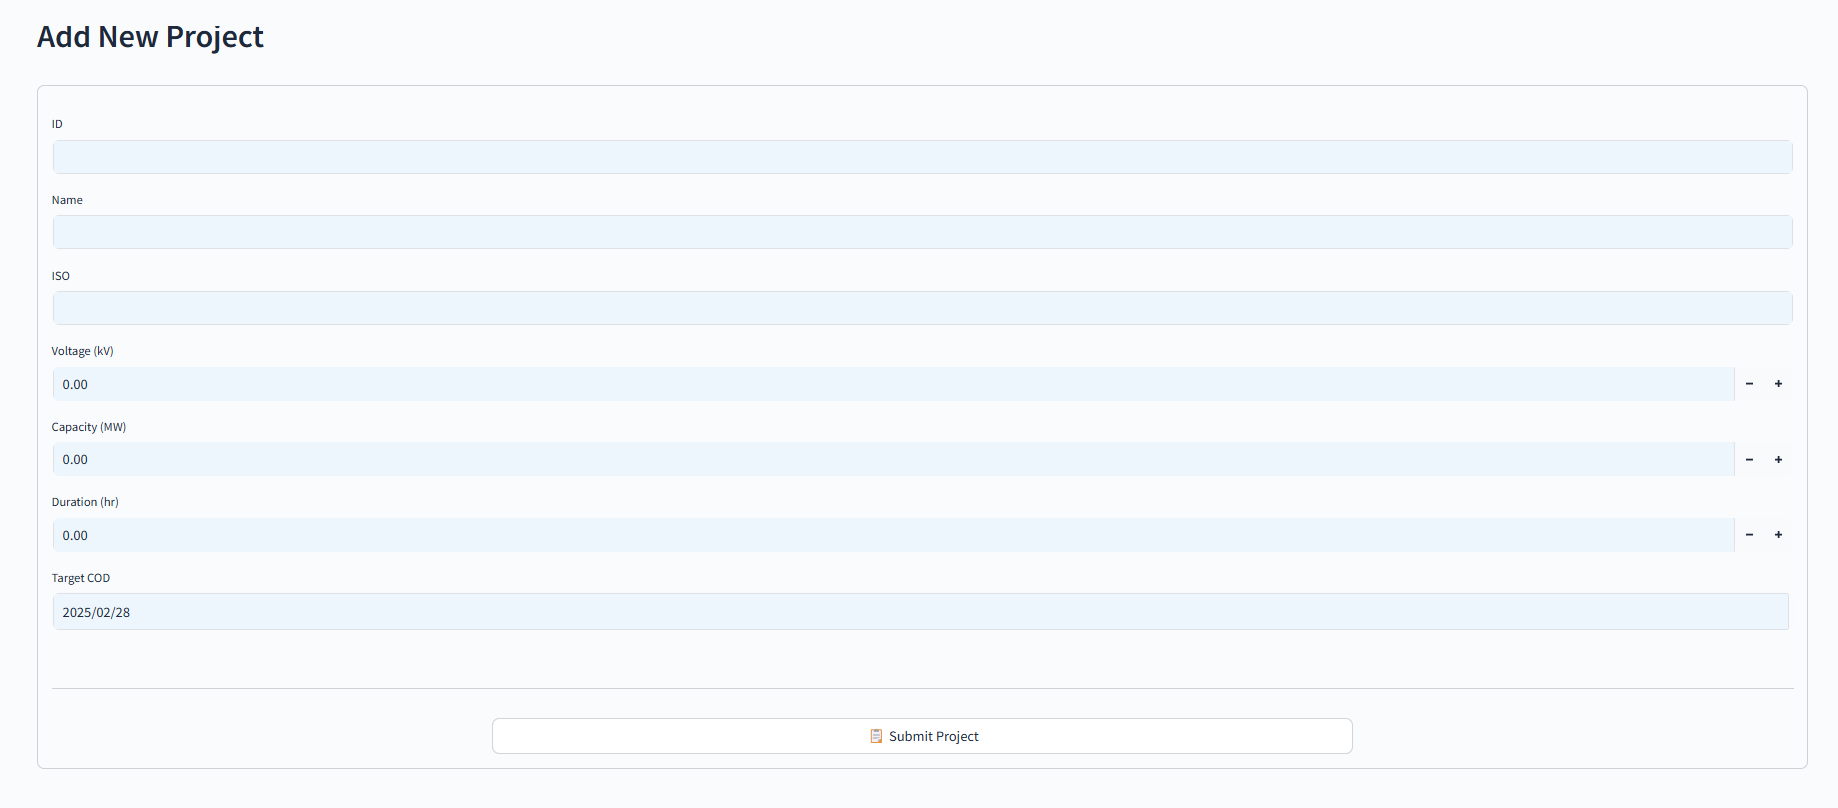 Add New Project
ID
Name
ISO
Voltage (kV)
0.00
Capacity (MW)
0.00
Duration (hr)
0.00
Target COD
2025/02/28
Submit Project